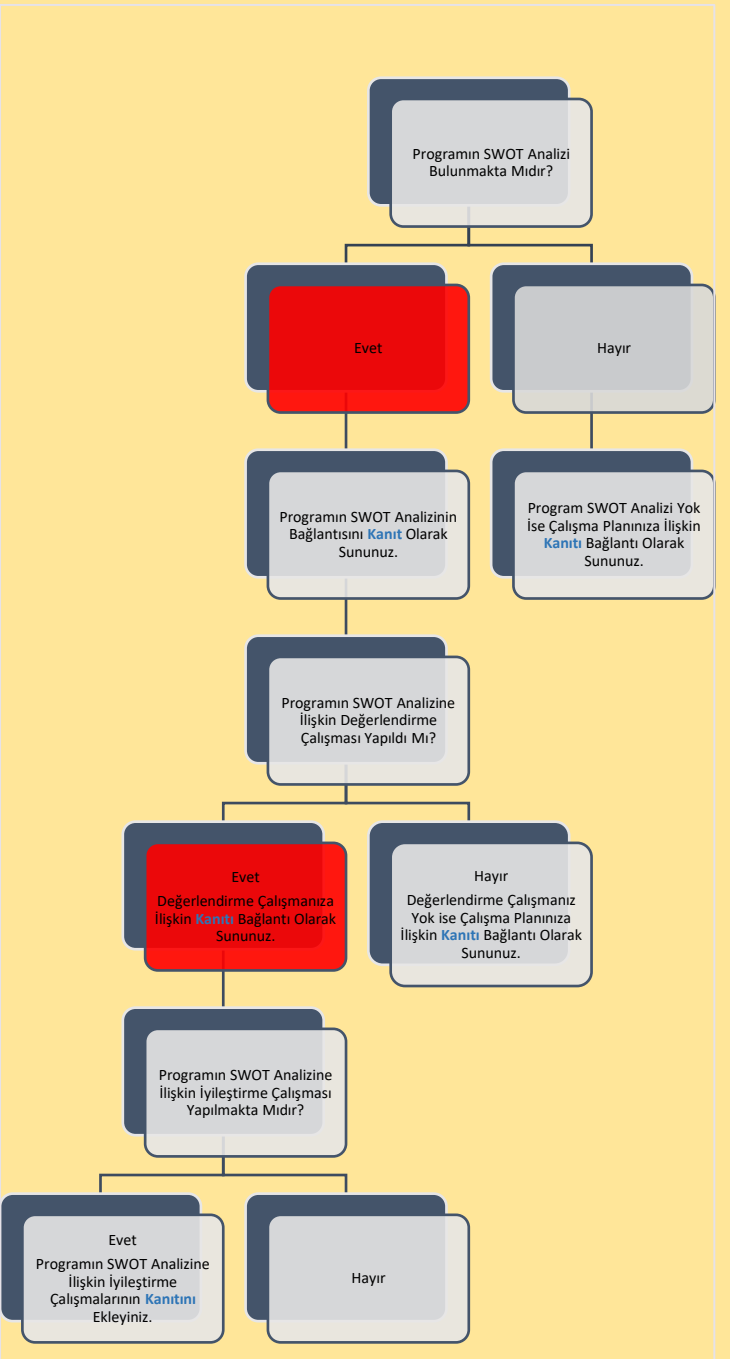 Programın SWOT Analizi
Bulunmakta Mıdır?
Evet
Hayır
Programın SWOT Analizinin
Bağlantısını Kanıt Olarak
Sununuz.
Program SWOT Analizi Yok
İse Çalışma Planınıza İlişkin
Kanıtı Bağlantı Olarak
Sununuz.
Programın SWOT Analizine
İlişkin Değerlendirme
Çalışması Yapıldı Mı?
Evet
Değerlendirme Çalışmanıza
İlişkin Kanıtı Bağlantı Olarak
Sununuz.
Hayır
Değerlendirme Çalışmanız
Yok ise Çalışma Planınıza
İlişkin Kanıtı Bağlantı Olarak
Sununuz.
Programın SWOT Analizine
İlişkin İyileştirme Çalışması
Yapılmakta Mıdır?
Evet
Programın SWOT Analizine
İlişkin İyileştirme
Çalışmalarının Kanıtını
Ekleyiniz.
Hayır